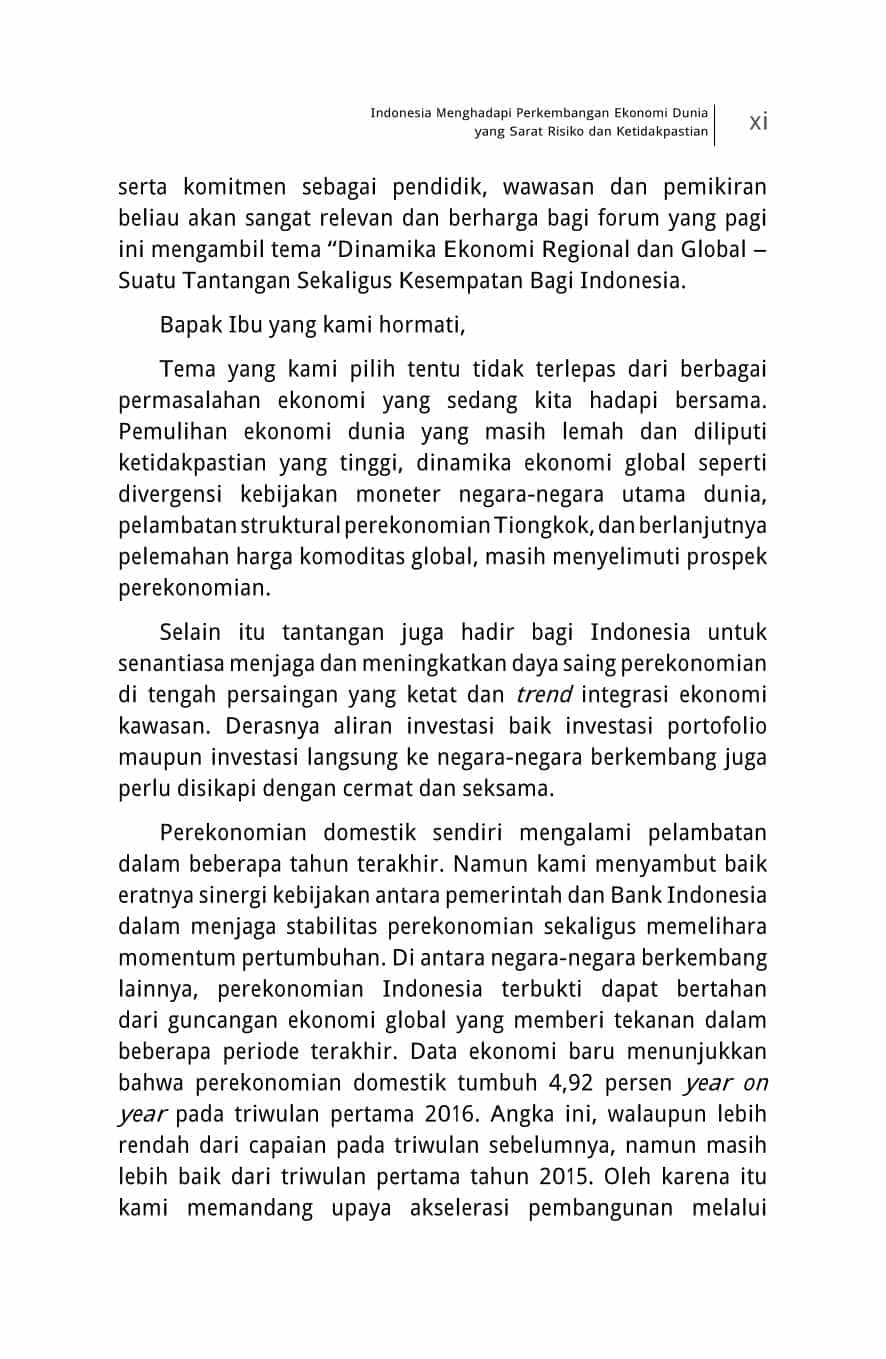 Indonesia Menghadapi Perkembangan Ekonomi Dunia
yang Sarat Risiko dan Ketidakpastian
xi
serta komitmen sebagai pendidik, wawasan dan pemikiran
beliau akan sangat relevan dan berharga bagi forum yang pagi
ini mengambil tema “Dinamika Ekonomi Regional dan Global –
Suatu Tantangan Sekaligus Kesempatan Bagi Indonesia.
Bapak Ibu yang kami hormati,
Tema yang kami pilih tentu tidak terlepas dari berbagai
permasalahan ekonomi yang sedang kita hadapi bersama.
Pemulihan ekonomi dunia yang masih lemah dan diliputi
ketidakpastian yang tinggi, dinamika ekonomi global seperti
divergensi kebijakan moneter negara-negara utama dunia,
pelambatan struktural perekonomian Tiongkok, dan berlanjutnya
pelemahan harga komoditas global, masih menyelimuti prospek
perekonomian.
Selain itu tantangan juga hadir bagi Indonesia untuk
senantiasa menjaga dan meningkatkan daya saing perekonomian
di tengah persaingan yang ketat dan trend integrasi ekonomi
kawasan. Derasnya aliran investasi baik investasi portofolio
maupun investasi langsung ke negara-negara berkembang juga
perlu disikapi dengan cermat dan seksama.
Perekonomian domestik sendiri mengalami pelambatan
dalam beberapa tahun terakhir. Namun kami menyambut baik
eratnya sinergi kebijakan antara pemerintah dan Bank Indonesia
dalam menjaga stabilitas perekonomian sekaligus memelihara
momentum pertumbuhan. Di antara negara-negara berkembang
lainnya, perekonomian Indonesia terbukti dapat bertahan
dari guncangan ekonomi global yang memberi tekanan dalam
beberapa periode terakhir. Data ekonomi baru menunjukkan
bahwa perekonomian domestik tumbuh 4,92 persen year on
year pada triwulan pertama 2016. Angka ini, walaupun lebih
rendah dari capaian pada triwulan sebelumnya, namun masih
lebih baik dari triwulan pertama tahun 2015. Oleh karena itu
kami memandang upaya akselerasi pembangunan melalui